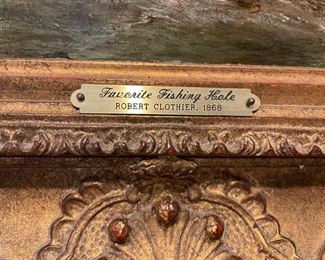 Favorite Fishing Hole
ROBERT CLOTHIER, 1868